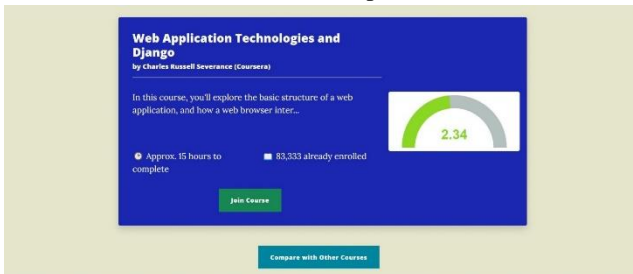 Web Application Technologies and
Django
by Charles Russell Severance (Coursera)
In this course, you'll explore the basic structure of a web
application, and how a web browser inter...
2.34
Approx. 15 hours to
complete
83,333 already enrolled
Join Course
Compare with Other Courses